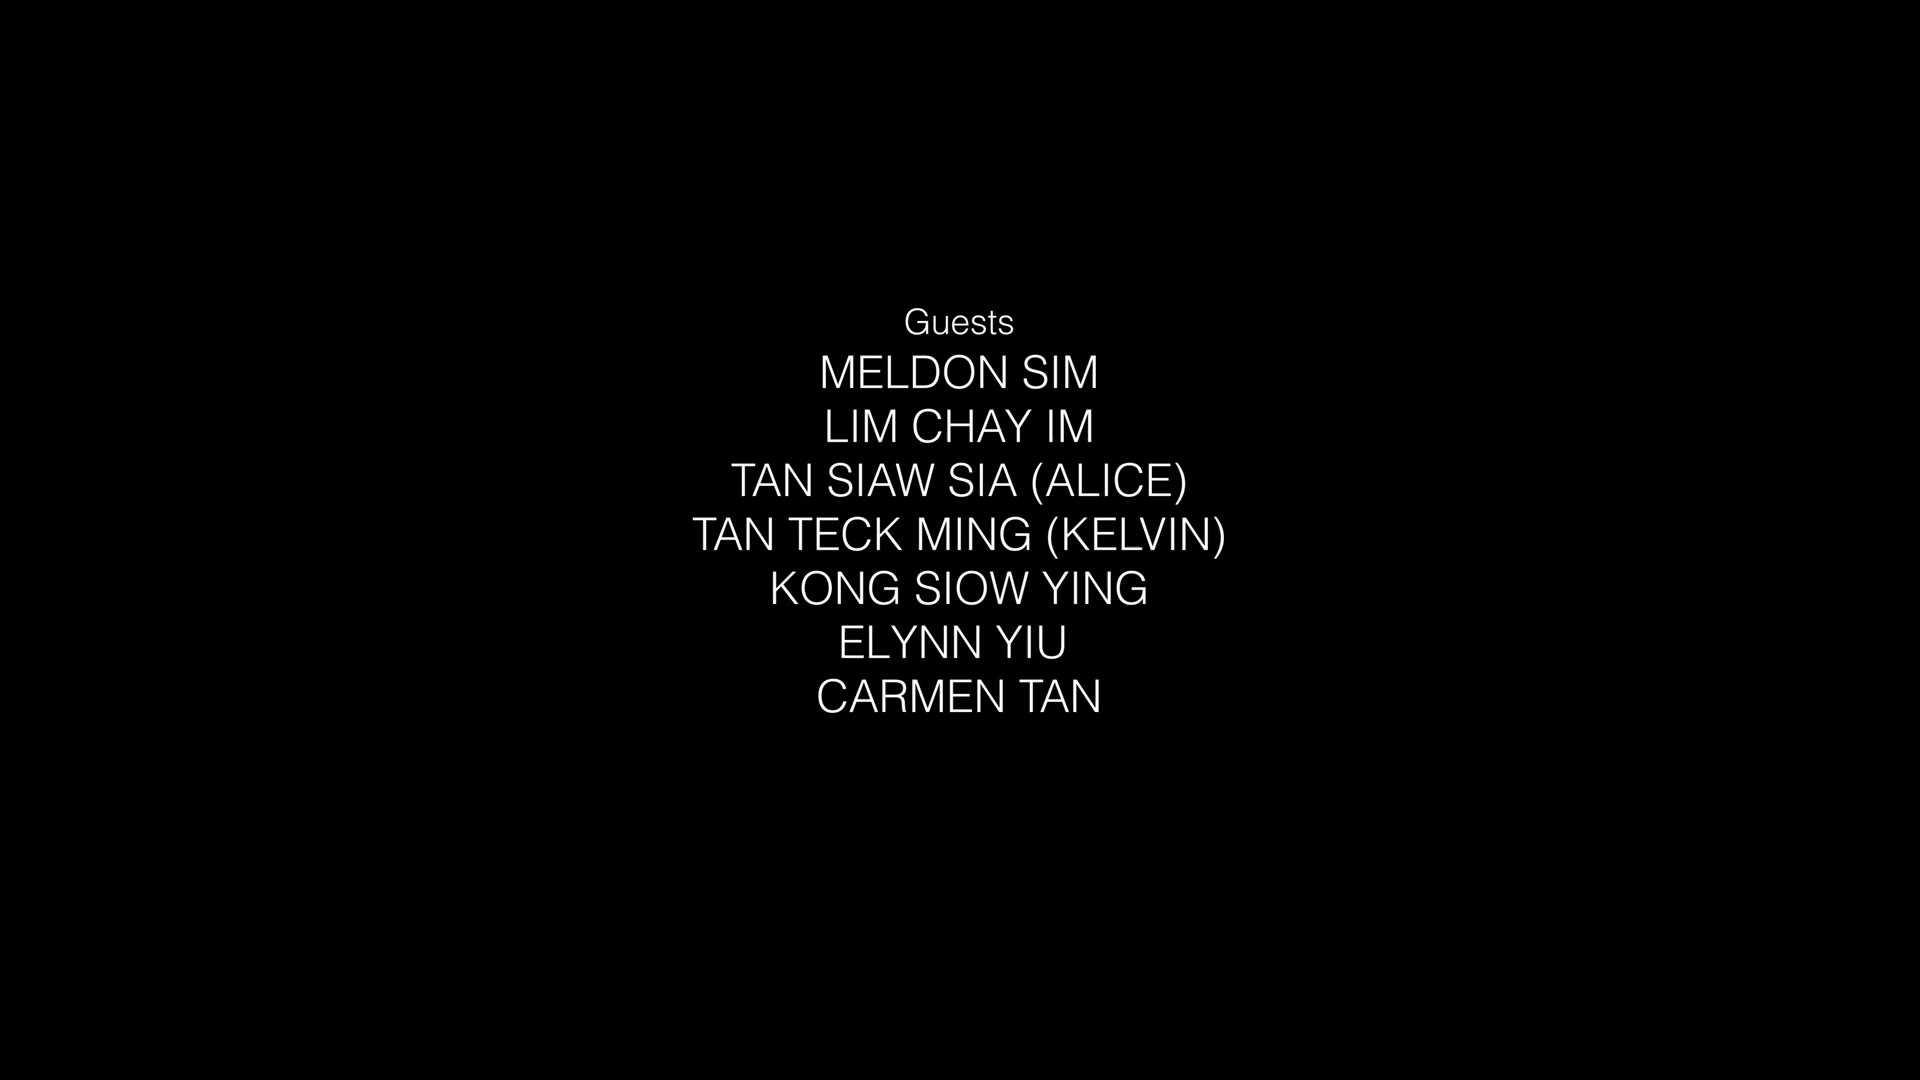 Guests
MELDON SIM
LIM CHAY IM
TAN SIAW SIA (ALICE)
TAN TECK MING (KELVIN)
KONG SIOW YING
ELYNN YIU
CARMEN TAN